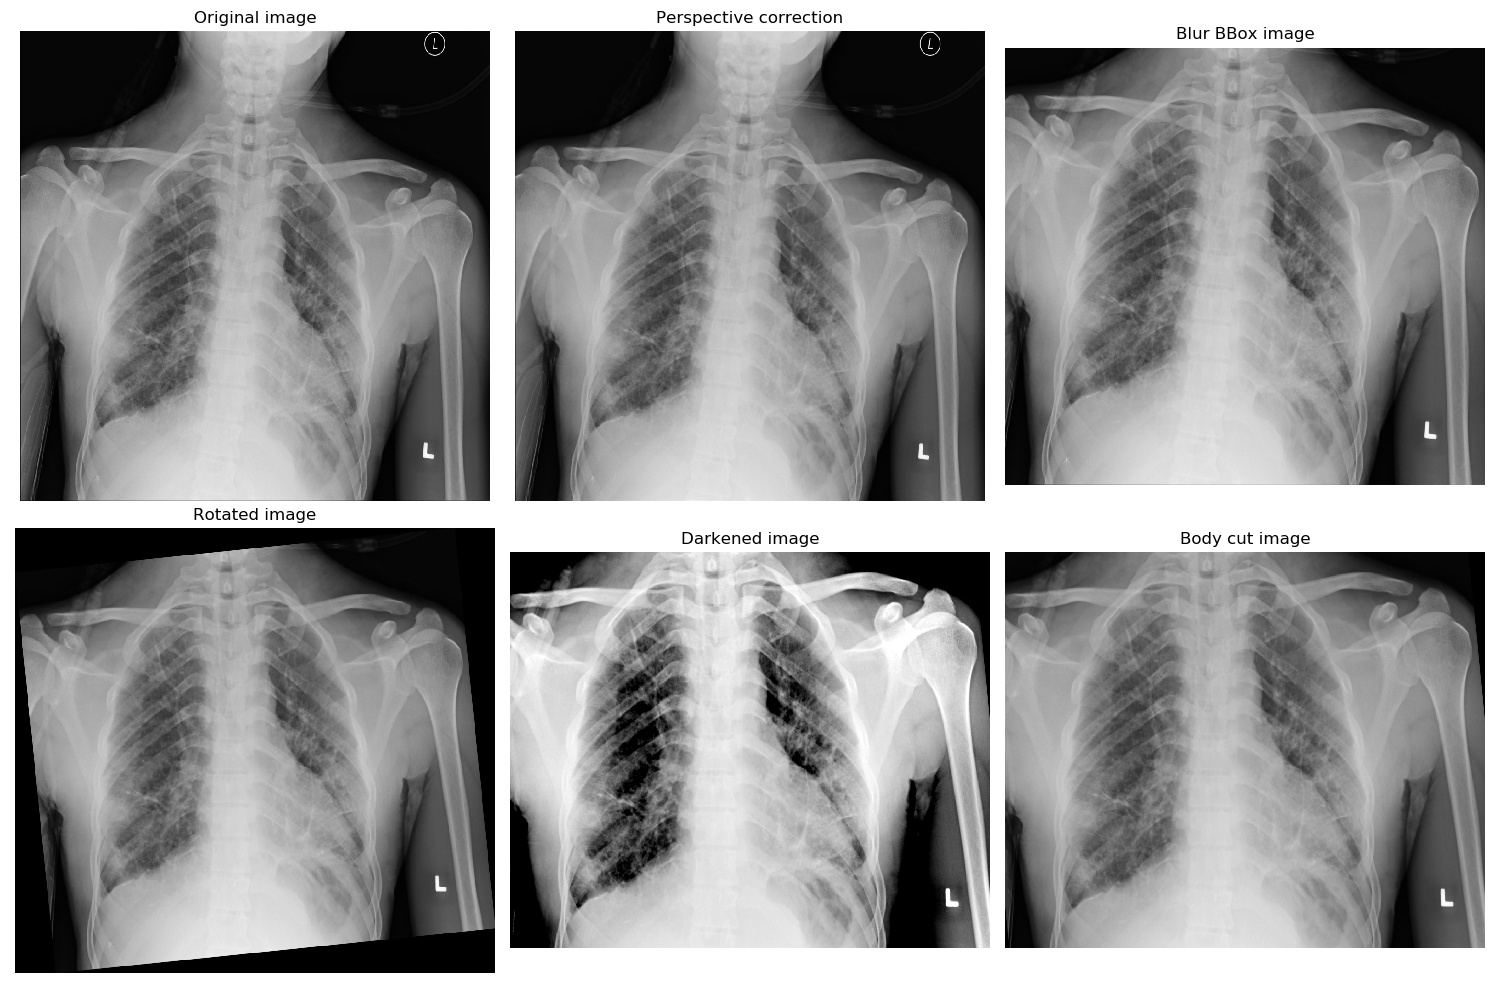 Original image
Perspective correction
Blur BBox image
L
L
L
L
L
Rotated image
Darkened image
Body cut image
L
L
L